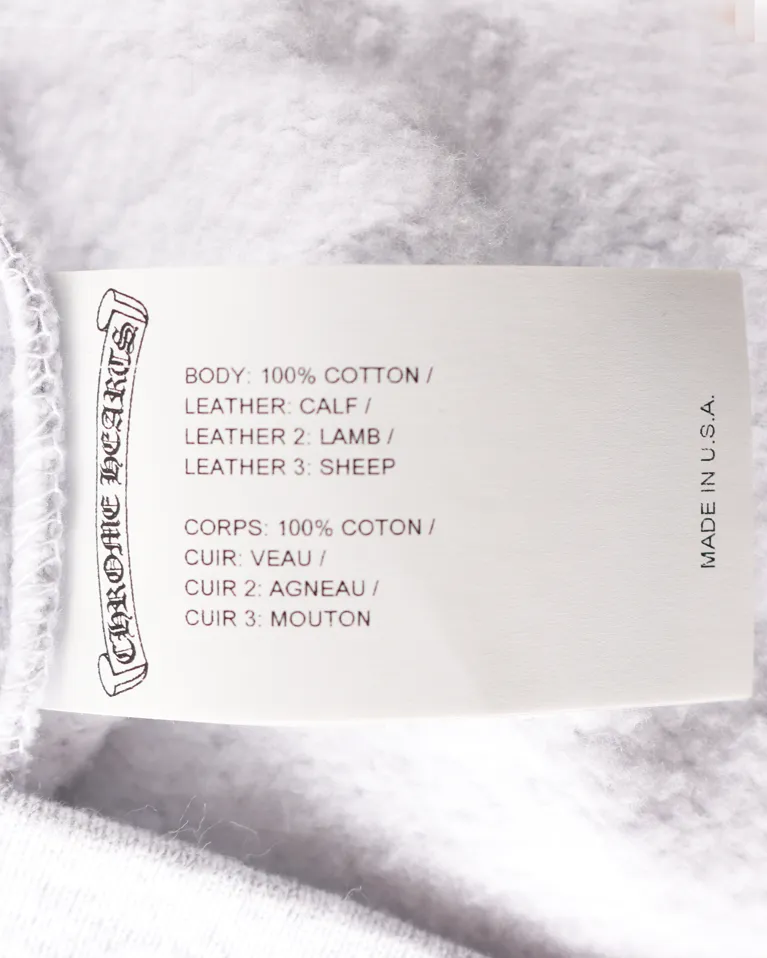 CHROME HEARTS
BODY: 100% COTTON /
LEATHER: CALF /
LEATHER 2: LAMB /
LEATHER 3: SHEEP
CORPS: 100% COTON /
CUIR: VEAU /
CUIR 2: AGNEAU /
CUIR 3: MOUTON
MADE IN U.S.A.